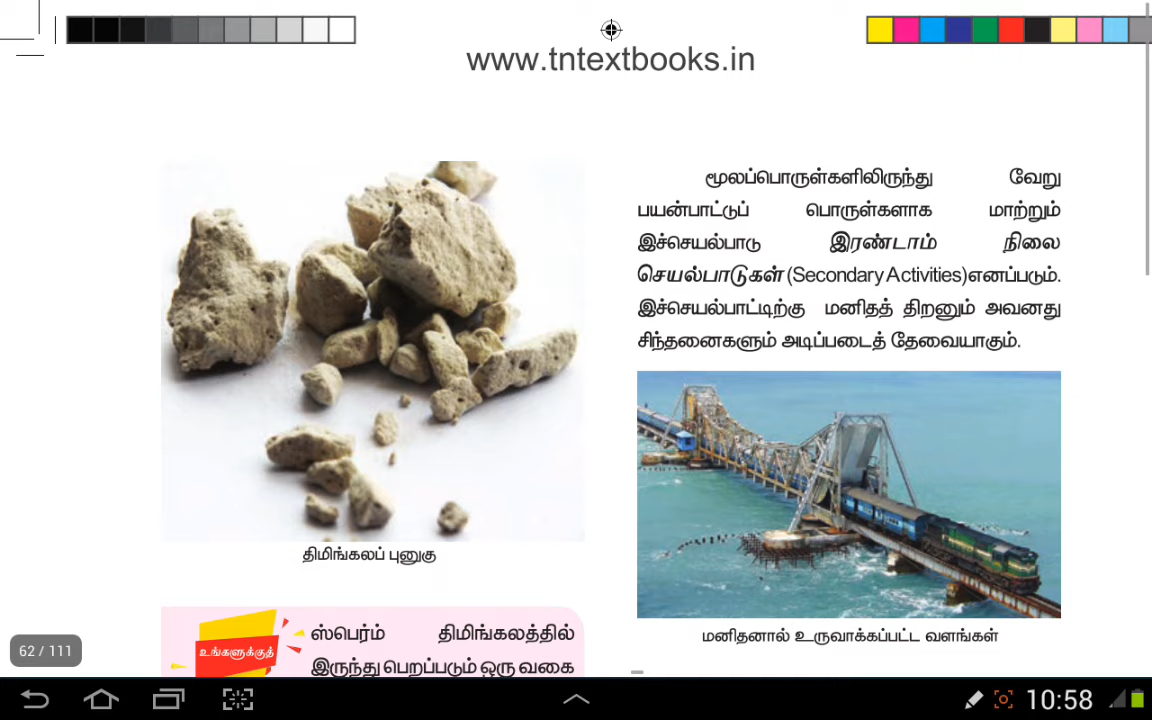 www.tntextbooks.in
திமிங்கலப் புனுகு
உங்களுக்குத்
ஸ்பெர்ம் திமிங்கலத்தில்
இருந்து பெறப்படும் ஒரு வகை
மூலப்பொருள்களிலிருந்து வேறு
பயன்பாட்டுப் பொருள்களாக மாற்றும்
இச்செயல்பாடு இரண்டாம் நிலை
செயல்பாடுகள் (Secondary Activities)எனப்படும்.
இச்செயல்பாட்டிற்கு மனிதத் திறனும் அவனது
சிந்தனைகளும் அடிப்படைத் தேவையாகும்.
மனிதனால் உருவாக்கப்பட்ட வளங்கள்
62 / 111
10:58